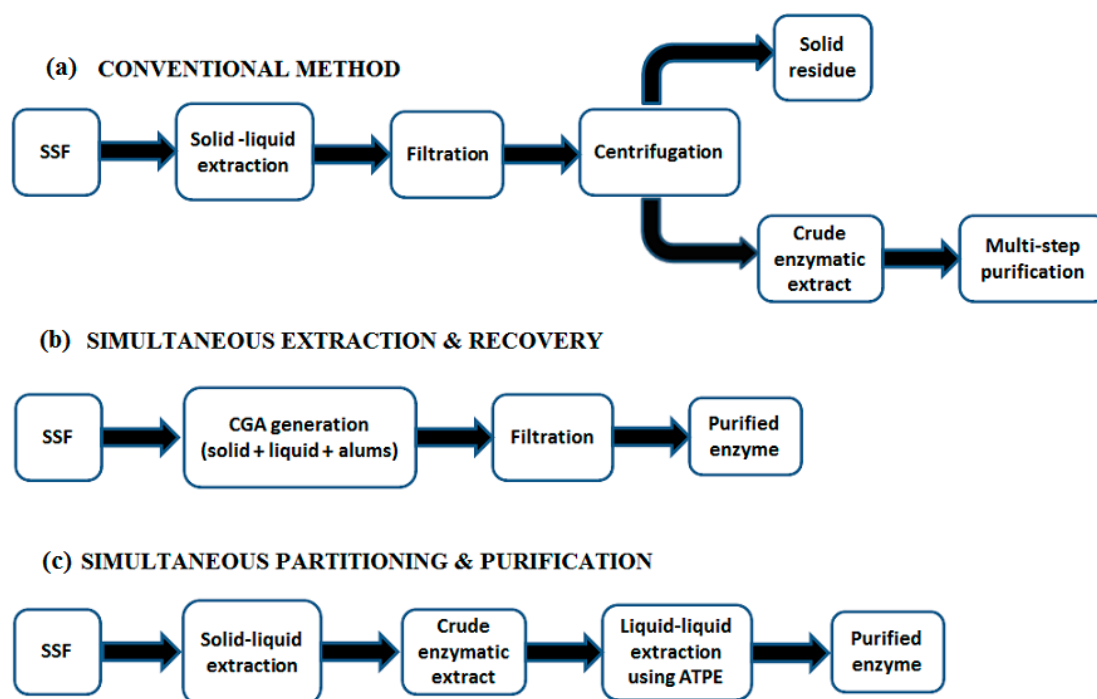 (a) CONVENTIONAL METHOD
Solid
residue
SSF
Solid -liquid
extraction
Filtration
Centrifugation
Crude
enzymatic
extract
Multi-step
purification
(b) SIMULTANEOUS EXTRACTION & RECOVERY
SSF
CGA generation
(solid + liquid + alums)
Filtration
Purified
enzyme
(c) SIMULTANEOUS PARTITIONING & PURIFICATION
SSF
Solid-liquid
extraction
Crude
enzymatic
extract
Liquid-liquid
extraction
using ATPE
Purified
enzyme